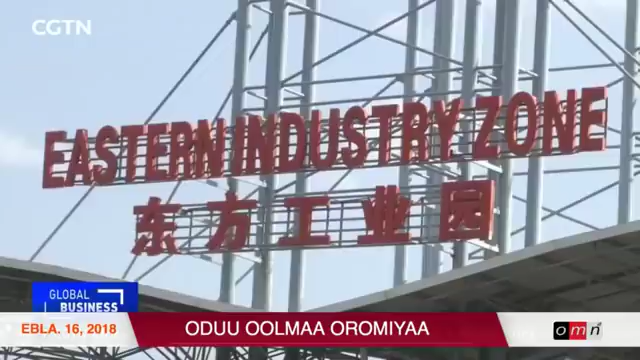 CGTN
EASTERN INDUSTRY ZONE
东方工业园
GLOBAL
BUSINESS
EBLA. 16, 2018
ODUU OOLMAA OROMIYAA
omn